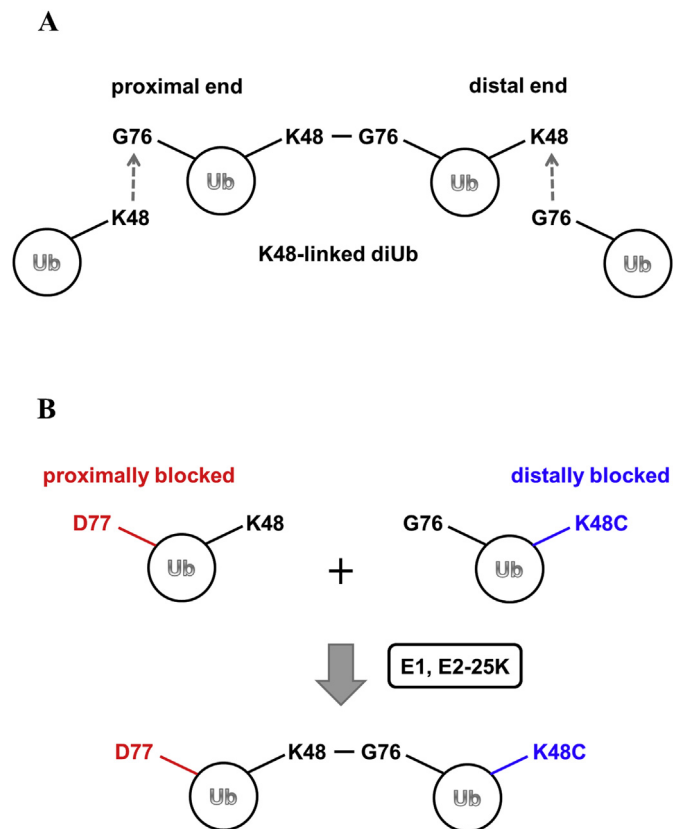 A
proximal end distal end
G76 K48 — G76 K48
Ub Ub
K48 G76
K48-linked diUb
Ub Ub
B
proximally blocked distally blocked
D77 K48 G76 K48C
Ub + Ub
E1, E2-25K
D77 K48 — G76 K48C
Ub Ub